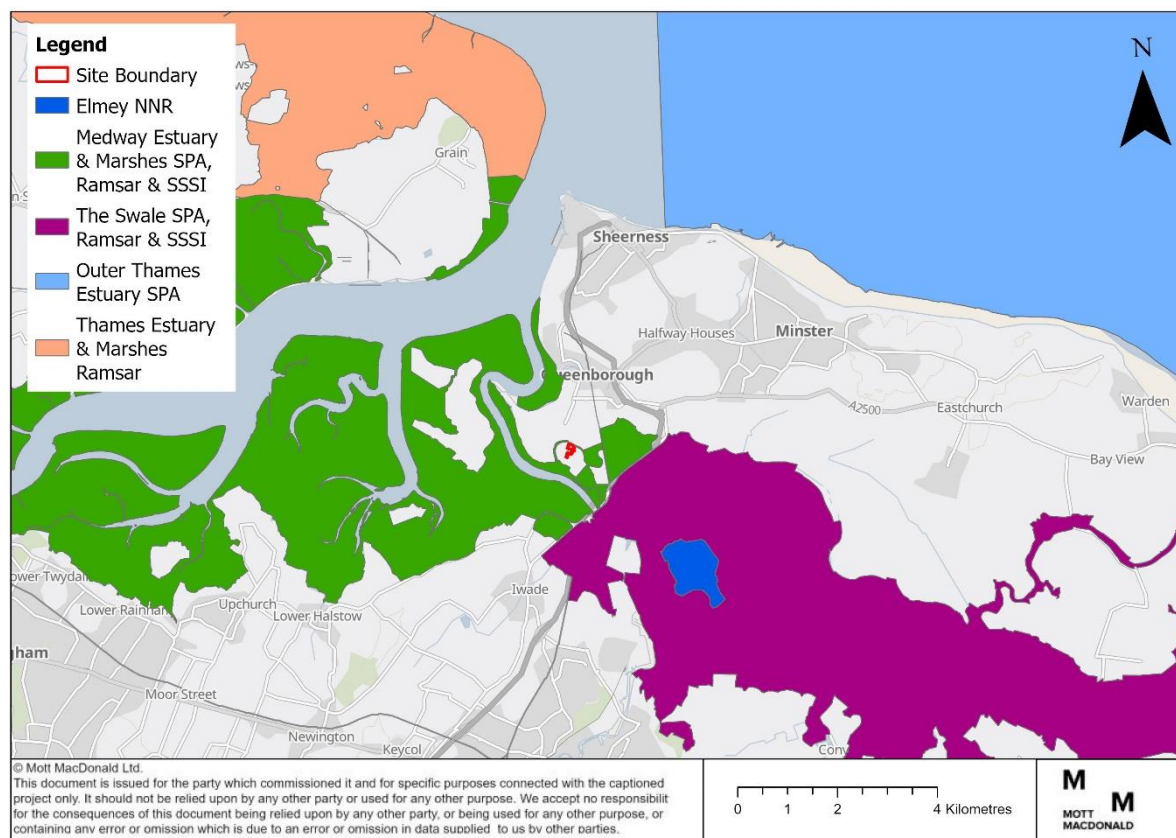 Legend
Site Boundary
Elmey NNR
Medway Estuary
& Marshes SPA,
Ramsar & SSSI
The Swale SPA,
Ramsar & SSSI
Outer Thames
Estuary SPA
Thames Estuary
& Marshes
Ramsar
N
Grain
Sheerness
Halfway Houses
Minster
A2500
Eastchurch
Warden
Bay View
Iwade
Lower Rainham
Upchurch
Lower Halstow
Moor Street
Newington
Keycol
© Mott MacDonald Ltd.
This document is issued for the party which commissioned it and for specific purposes connected with the captioned
project only. It should not be relied upon by any other party or used for any other purpose. We accept no responsibilit
for the consequences of this document being relied upon by any other party, or being used for any other purpose, or
containing any error or omission which is due to an error or omission in data supplied to us by other parties.
0 1 2 4 Kilometres
M
M
MOTT
MACDONALD